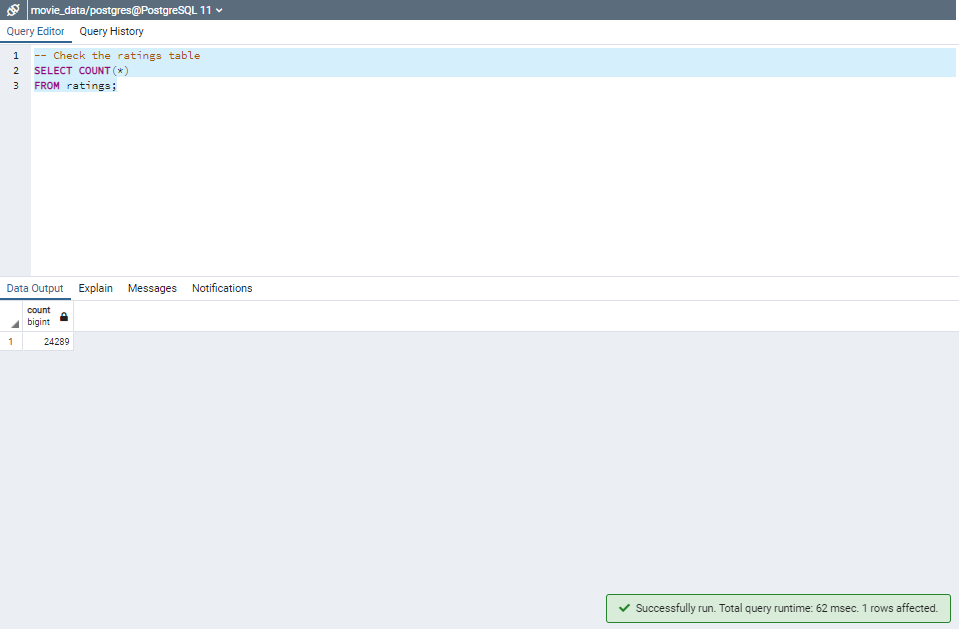 movie_data/postgres@PostgreSQL 11
Query Editor Query History
1 -- Check the ratings table
2 SELECT COUNT(*)
3 FROM ratings;
Data Output Explain Messages Notifications
count
bigint
1 24289
Successfully run. Total query runtime: 62 msec. 1 rows affected.